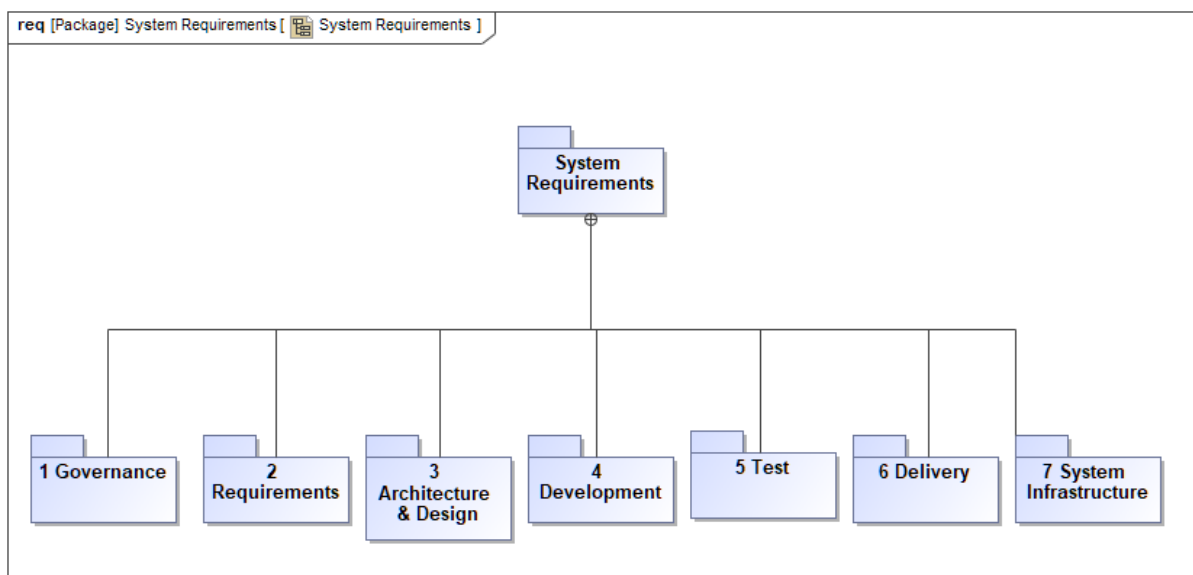 req [Package] System Requirements [ System Requirements ]
System
Requirements
1 Governance
2
Requirements
3
Architecture
& Design
4
Development
5 Test
6 Delivery
7 System
Infrastructure